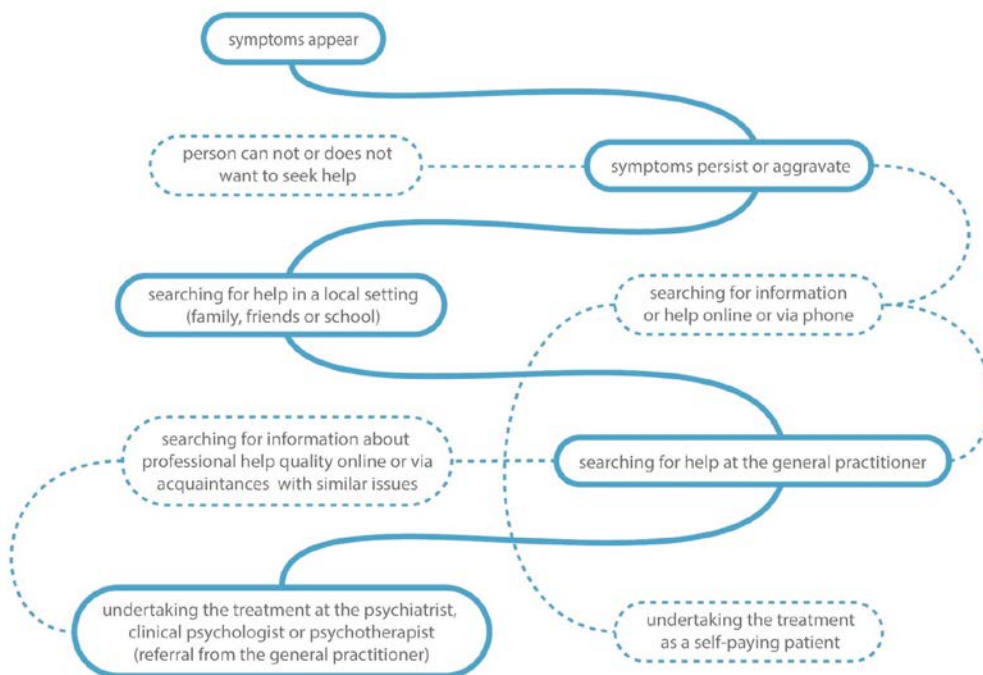 symptoms appear
person can not or does not
want to seek help
symptoms persist or aggravate
searching for help in a local setting
(family, friends or school)
searching for information
or help online or via phone
searching for information about
professional help quality online or via
acquaintances with similar issues
searching for help at the general practitioner
undertaking the treatment at the psychiatrist,
clinical psychologist or psychotherapist
(referral from the general practitioner)
undertaking the treatment
as a self-paying patient